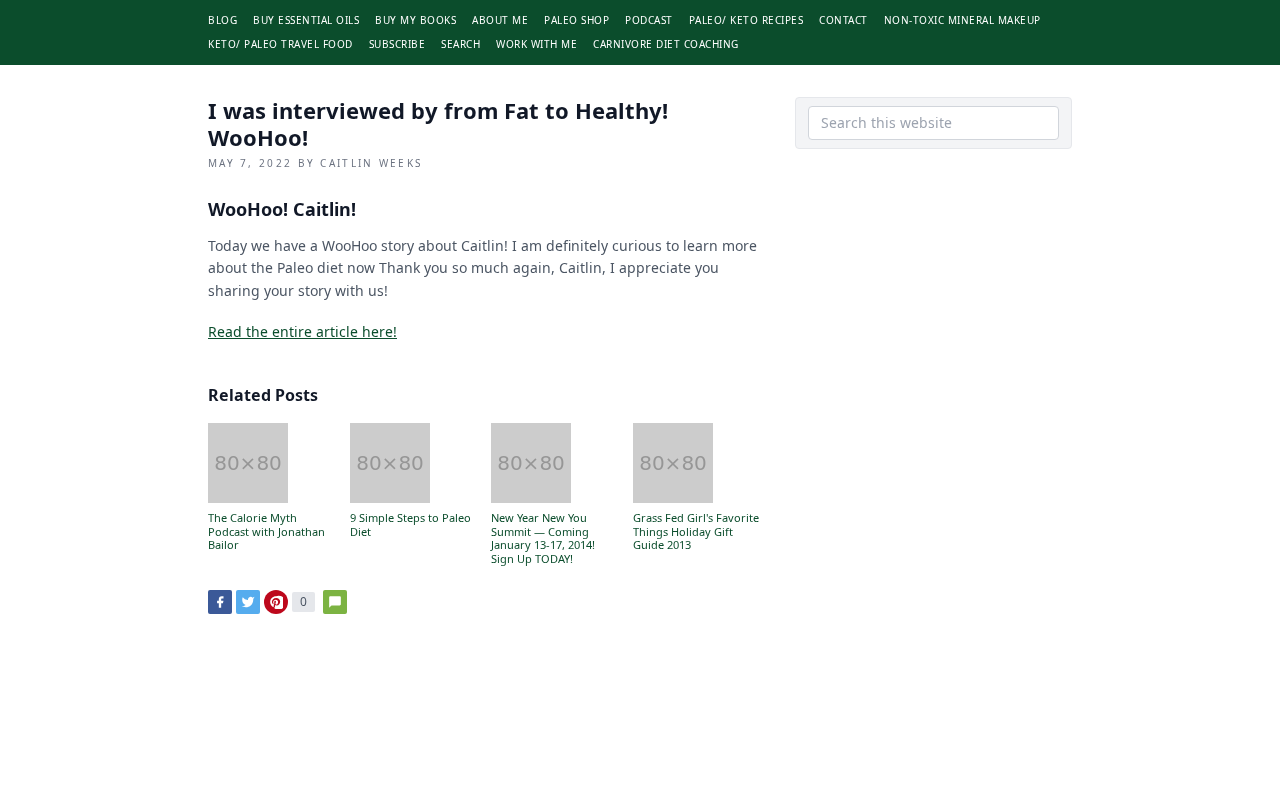 BLOG BUY ESSENTIAL OILS BUY MY BOOKS ABOUT ME PALEO SHOP PODCAST PALEO/ KETO RECIPES CONTACT NON-TOXIC MINERAL MAKEUP
KETO/ PALEO TRAVEL FOOD SUBSCRIBE SEARCH WORK WITH ME CARNIVORE DIET COACHING
I was interviewed by from Fat to Healthy!
WooHoo!
MAY 7, 2022 BY CAITLIN WEEKS
Search this website
WooHoo! Caitlin!
Today we have a WooHoo story about Caitlin! I am definitely curious to learn more
about the Paleo diet now Thank you so much again, Caitlin, I appreciate you
sharing your story with us!
Read the entire article here!
Related Posts
80×80 80×80 80×80 80×80
The Calorie Myth
Podcast with Jonathan
Bailor
9 Simple Steps to Paleo
Diet
New Year New You
Summit — Coming
January 13-17, 2014!
Sign Up TODAY!
Grass Fed Girl's Favorite
Things Holiday Gift
Guide 2013
0